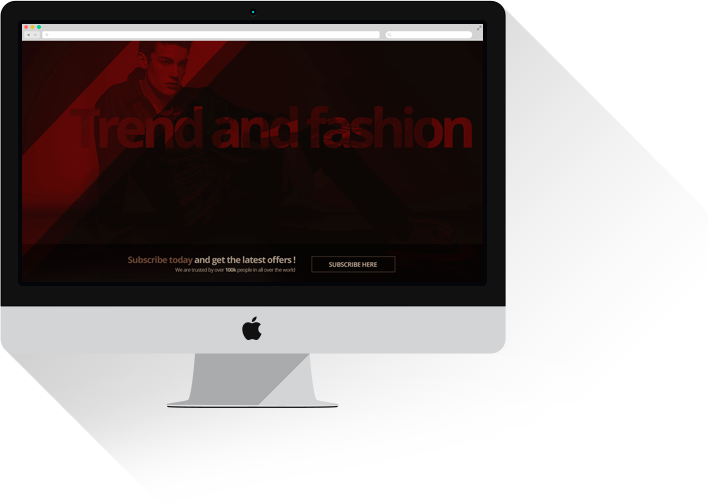 Trend and fashion
Subscribe today and get the latest offers !
We are trusted by over 100k people in all over the world
SUBSCRIBE HERE